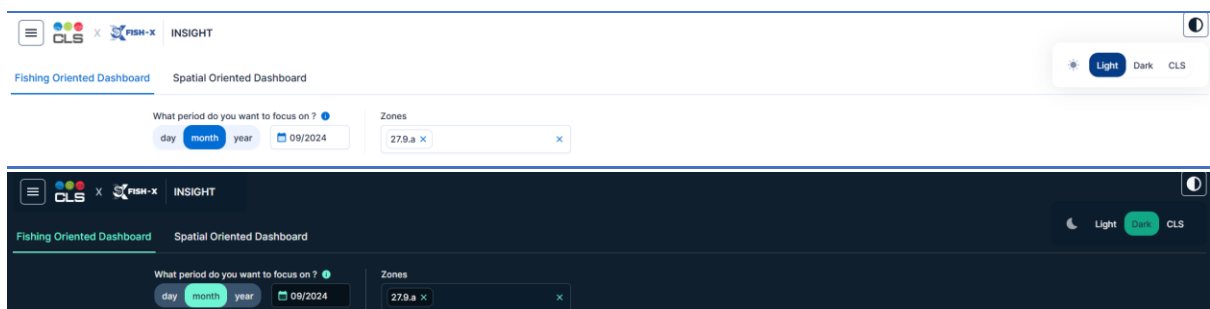 CLS X FISH-X INSIGHT
Light Dark CLS
Fishing Oriented Dashboard Spatial Oriented Dashboard
What period do you want to focus on ? Zones
day month year 09/2024 27.9.a ×  ×
CLS X FISH-X INSIGHT
Light Dark CLS
Fishing Oriented Dashboard Spatial Oriented Dashboard
What period do you want to focus on ? Zones
day month year 09/2024 27.9.a ×  ×